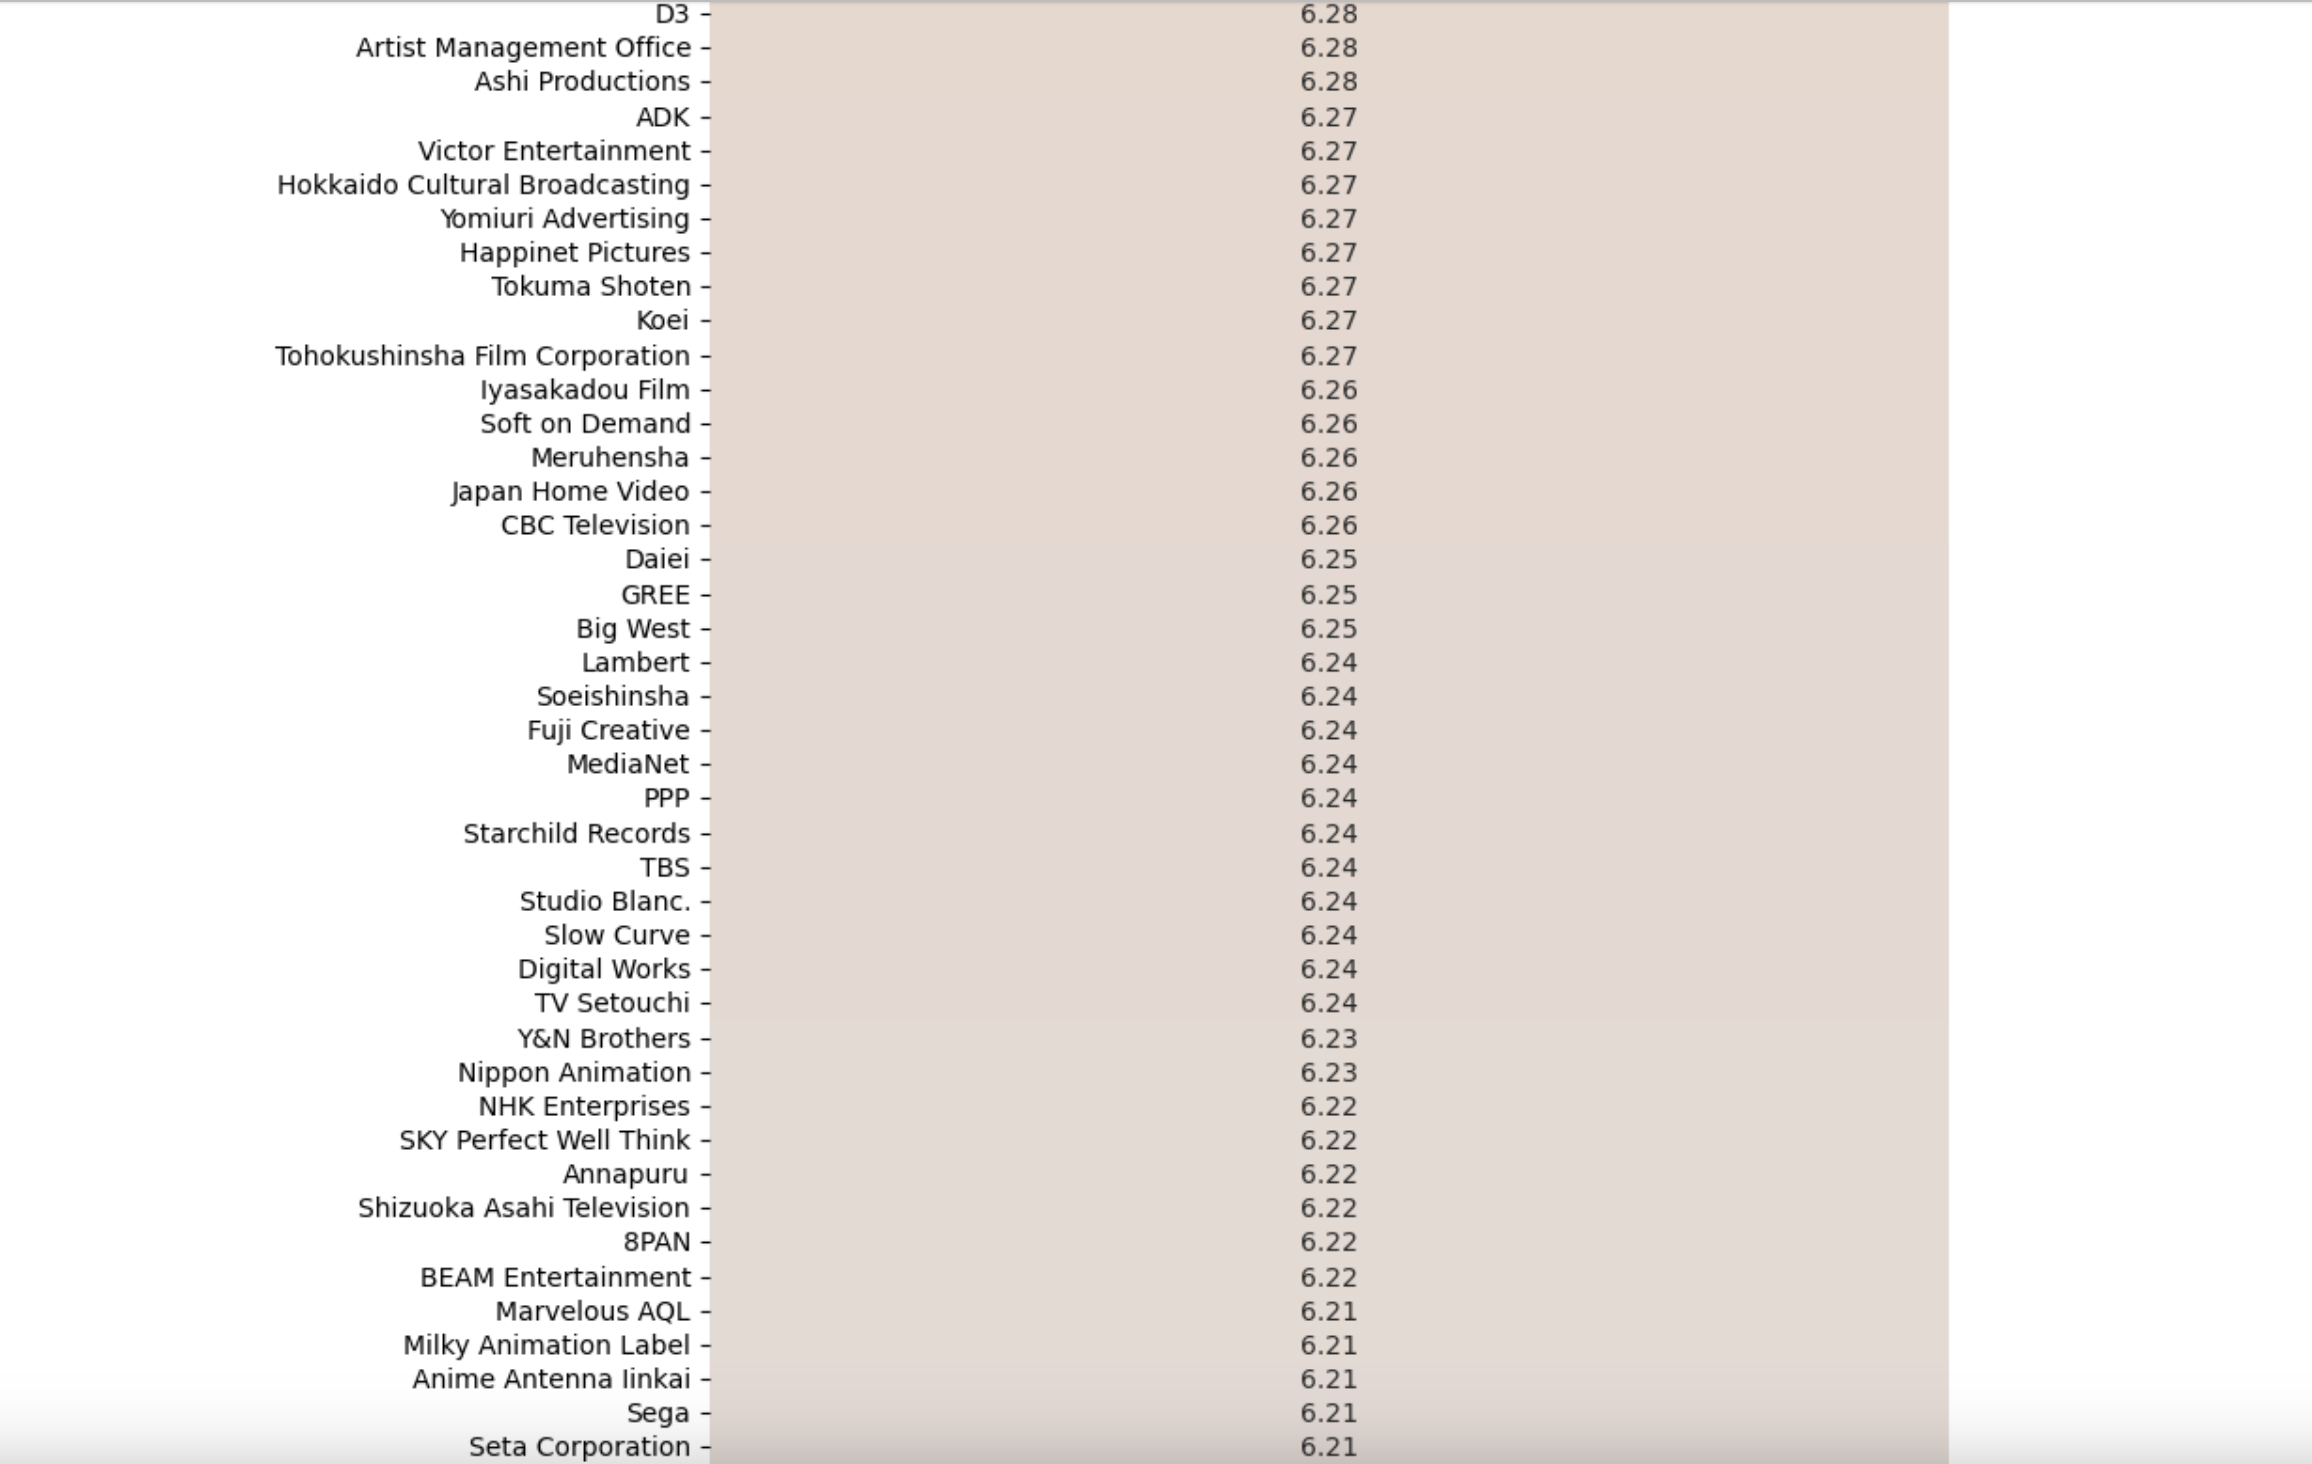 D3 - 6.28
Artist Management Office - 6.28
Ashi Productions - 6.28
ADK - 6.27
Victor Entertainment - 6.27
Hokkaido Cultural Broadcasting - 6.27
Yomiuri Advertising - 6.27
Happinet Pictures - 6.27
Tokuma Shoten - 6.27
Koei - 6.27
Tohokushinsha Film Corporation - 6.27
Iyasakadou Film - 6.26
Soft on Demand - 6.26
Meruhensha - 6.26
Japan Home Video - 6.26
CBC Television - 6.26
Daiei - 6.25
GREE - 6.25
Big West - 6.25
Lambert - 6.24
Soeishinsha - 6.24
Fuji Creative - 6.24
MediaNet - 6.24
PPP - 6.24
Starchild Records - 6.24
TBS - 6.24
Studio Blanc. - 6.24
Slow Curve - 6.24
Digital Works - 6.24
TV Setouchi - 6.24
Y&N Brothers - 6.23
Nippon Animation - 6.23
NHK Enterprises - 6.22
SKY Perfect Well Think - 6.22
Annapuru - 6.22
Shizuoka Asahi Television - 6.22
8PAN - 6.22
BEAM Entertainment - 6.22
Marvelous AQL - 6.21
Milky Animation Label - 6.21
Anime Antenna Iinkai - 6.21
Sega - 6.21
Seta Corporation - 6.21